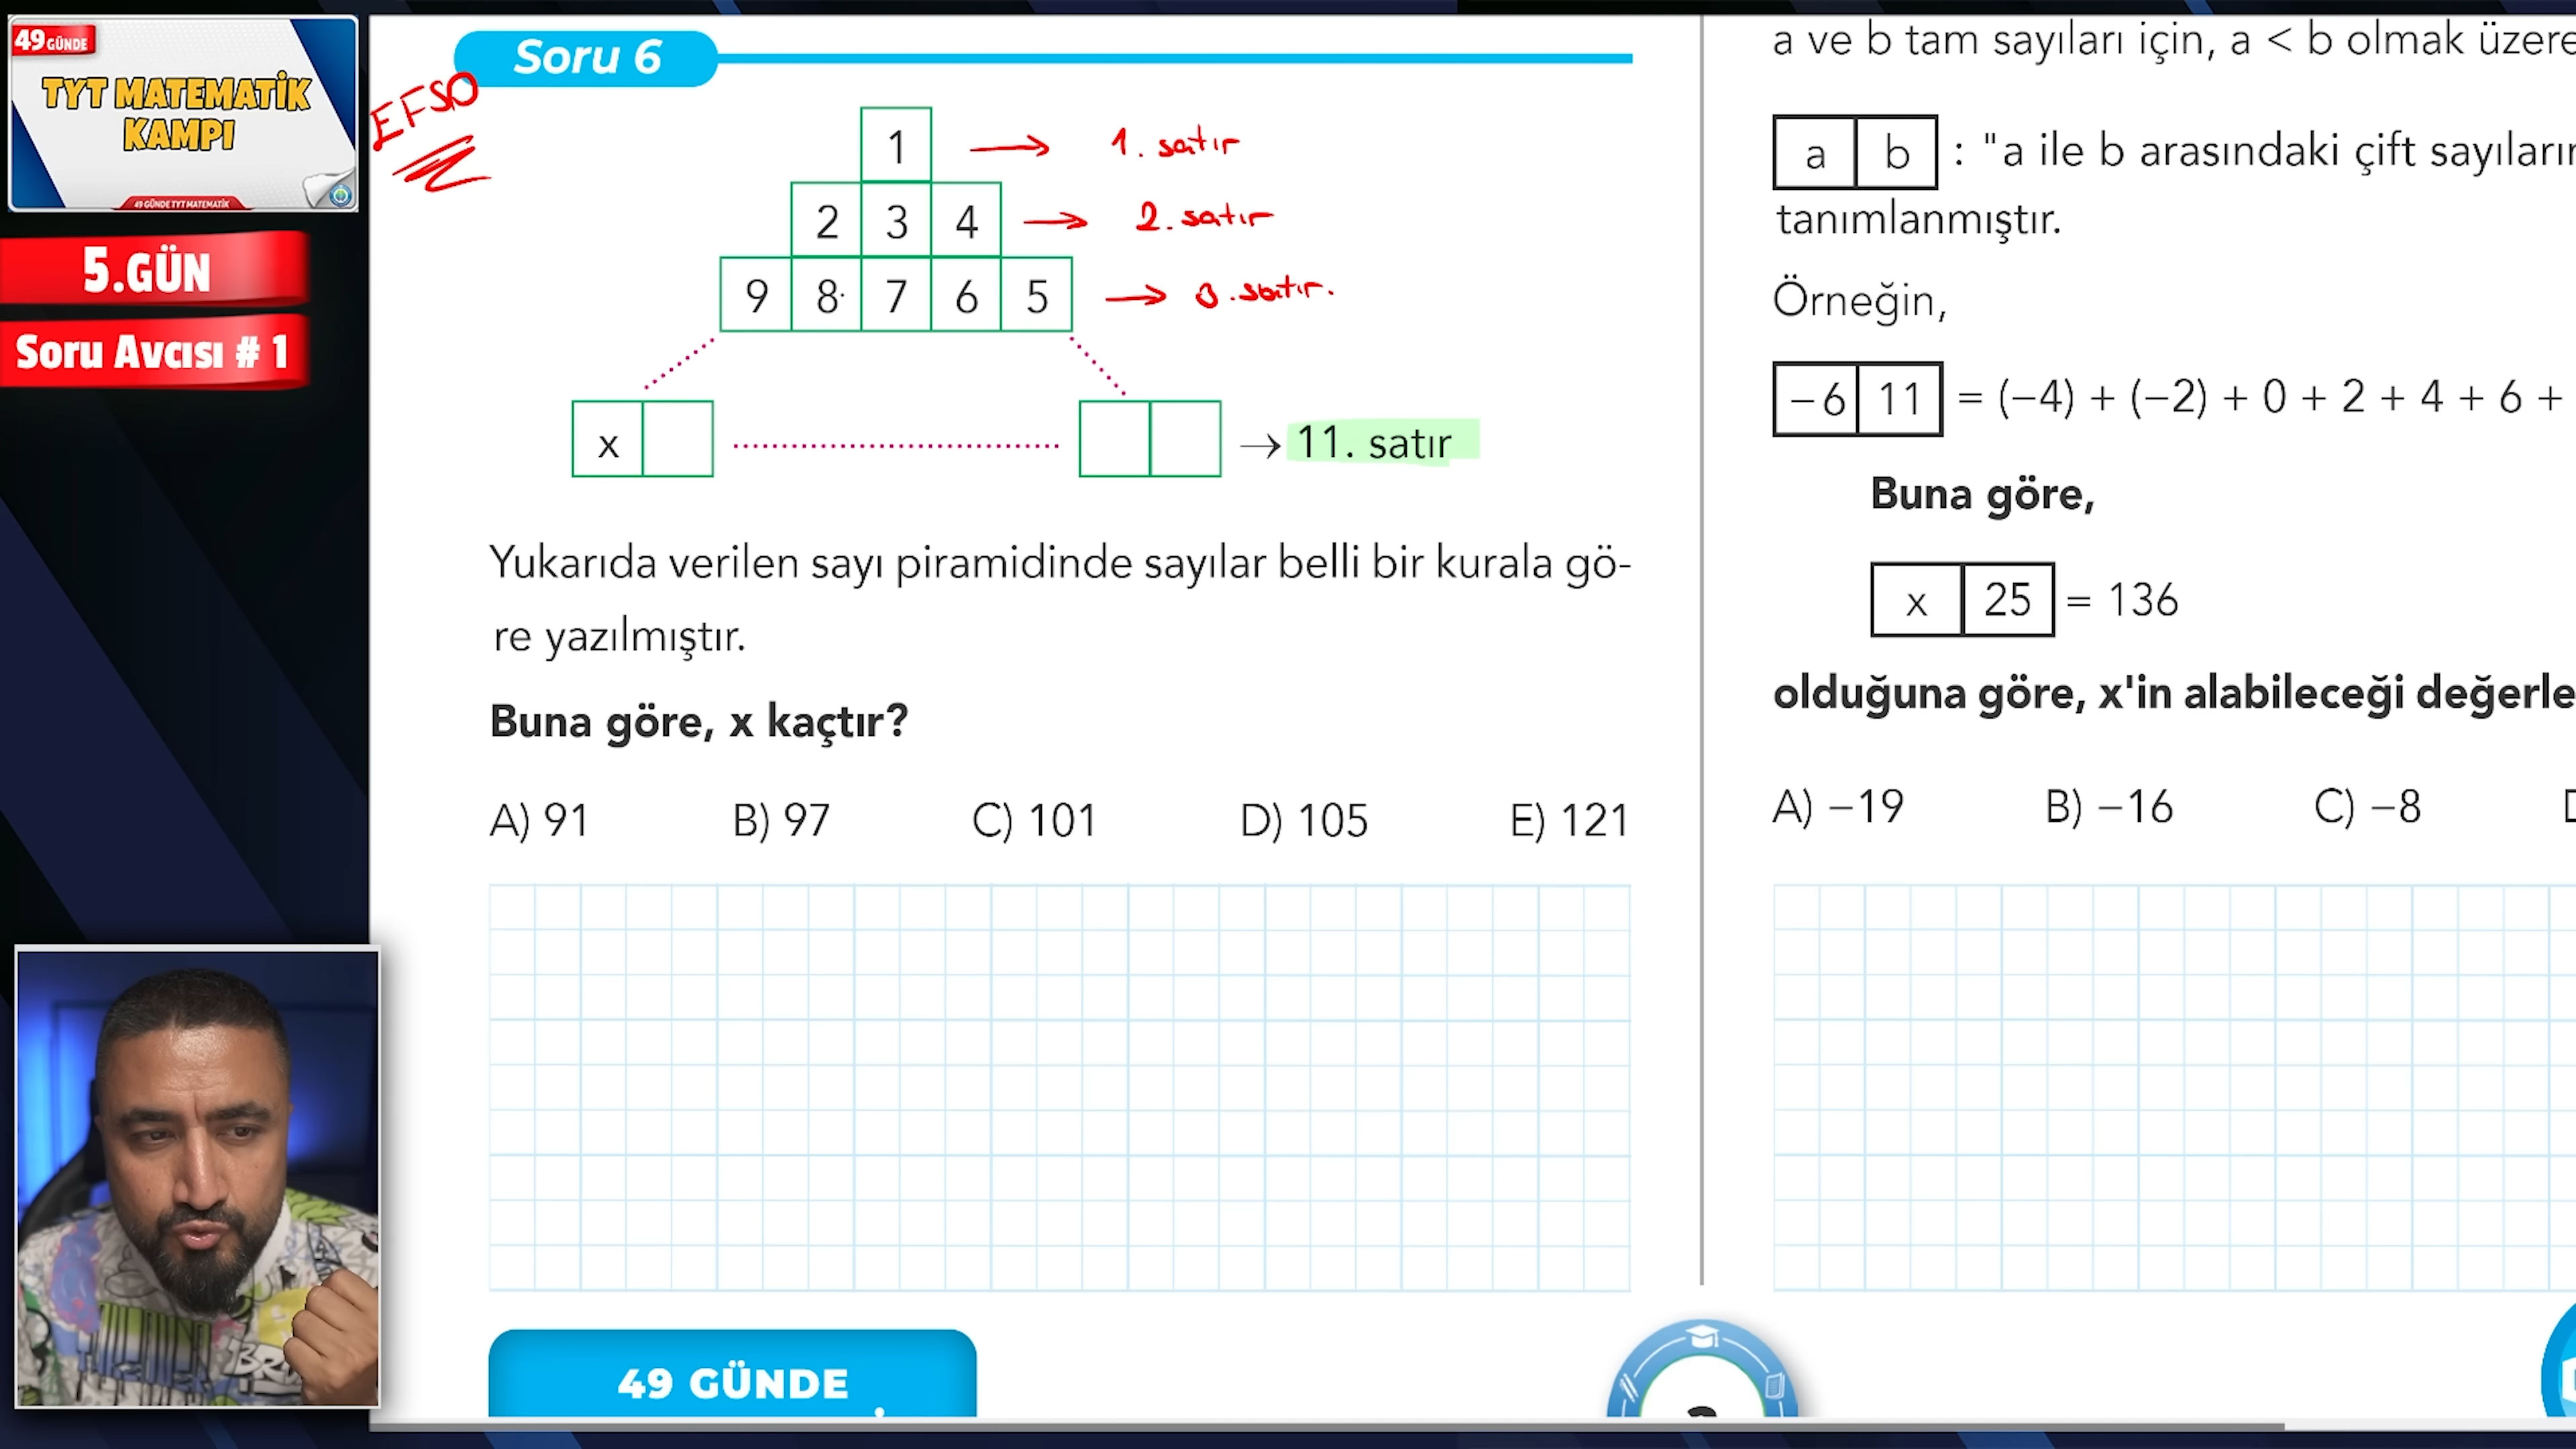 49 GÜNDE
TYT MATEMATİK
KAMPI
49 GÜNDE TYT MATEMATİK
5.GÜN
Soru Avcısı # 1
Soru 6
EFSO
1 → 1. satır
2 3 4 → 2. satır
9 8 7 6 5 → 3. satır.
x → 11. satır
Yukarıda verilen sayı piramidinde sayılar belli bir kurala gö-
re yazılmıştır.
Buna göre, x kaçtır?
A) 91 B) 97 C) 101 D) 105 E) 121
49 GÜNDE
a ve b tam sayıları için, a < b olmak üzere
a b : "a ile b arasındaki çift sayıların
tanımlanmıştır.
Örneğin,
−6 11 = (−4) + (−2) + 0 + 2 + 4 + 6 +
Buna göre,
x 25 = 136
olduğuna göre, x'in alabileceği değerle
A) −19 B) −16 C) −8